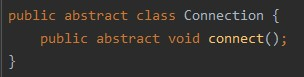 public abstract class Connection {
    public abstract void connect();
}